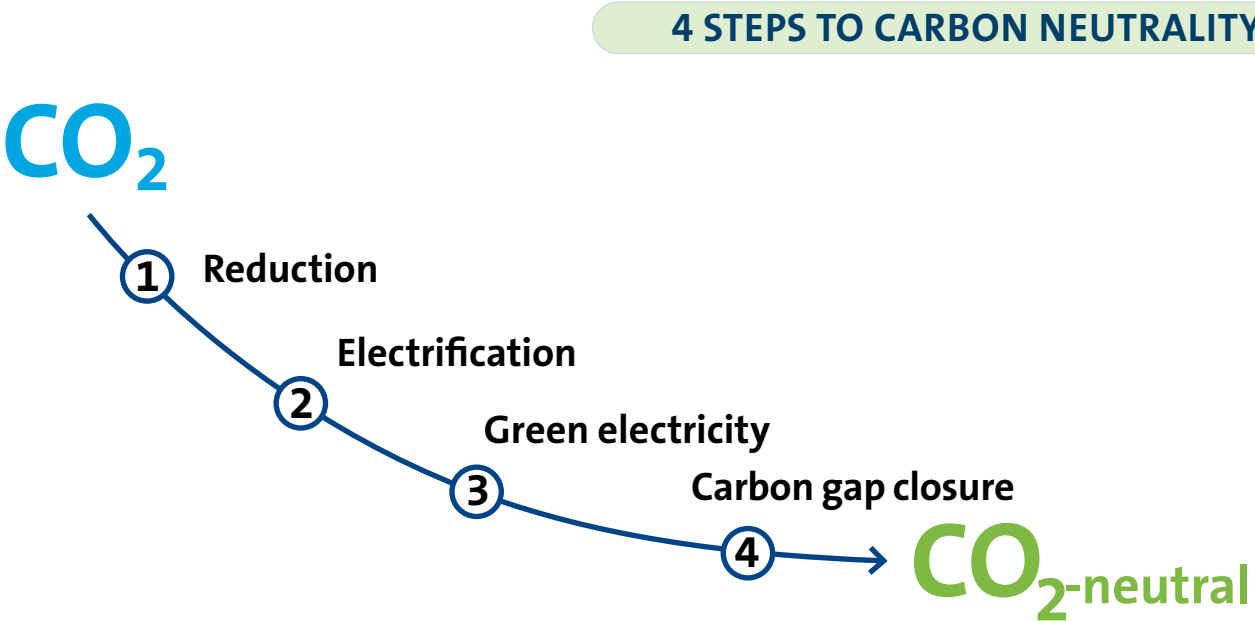 4 STEPS TO CARBON NEUTRALITY
CO₂
1 Reduction
2 Electrification
3 Green electricity
4 Carbon gap closure
CO₂-neutral